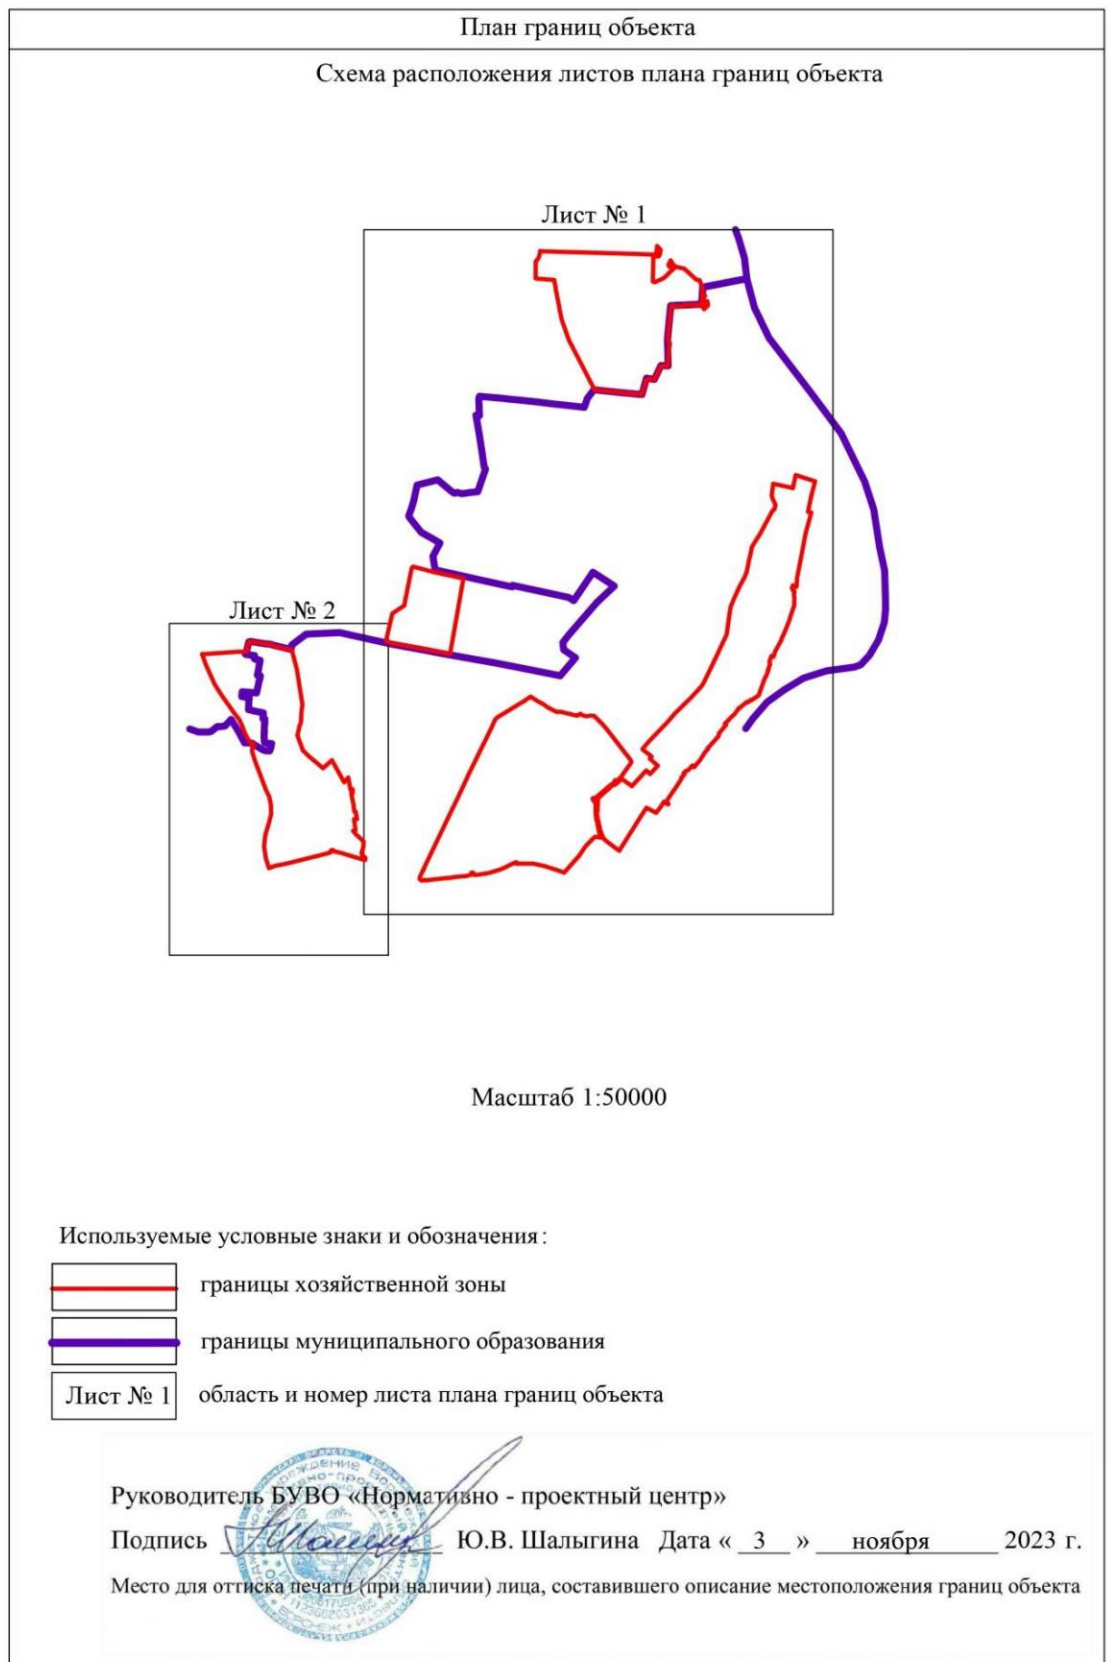 План границ объекта
Схема расположения листов плана границ объекта
Лист № 1
Лист № 2
Масштаб 1:50000
Используемые условные знаки и обозначения:
границы хозяйственной зоны
границы муниципального образования
Лист № 1 область и номер листа плана границ объекта
Руководитель БУВО «Нормативно - проектный центр»
Подпись Ю.В. Шалыгина Дата « 3 » ноября 2023 г.
Место для оттиска печати (при наличии) лица, составившего описание местоположения границ объекта